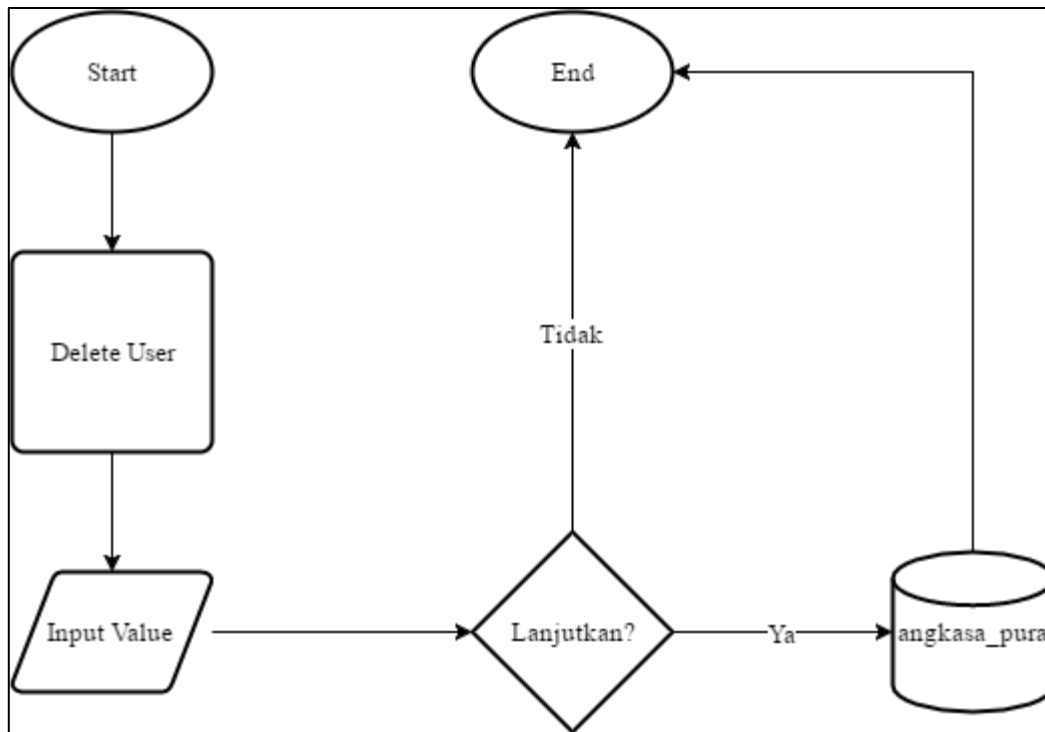 Start
End
Delete User
Tidak
Input Value
Lanjutkan?
Ya
angkasa_pura